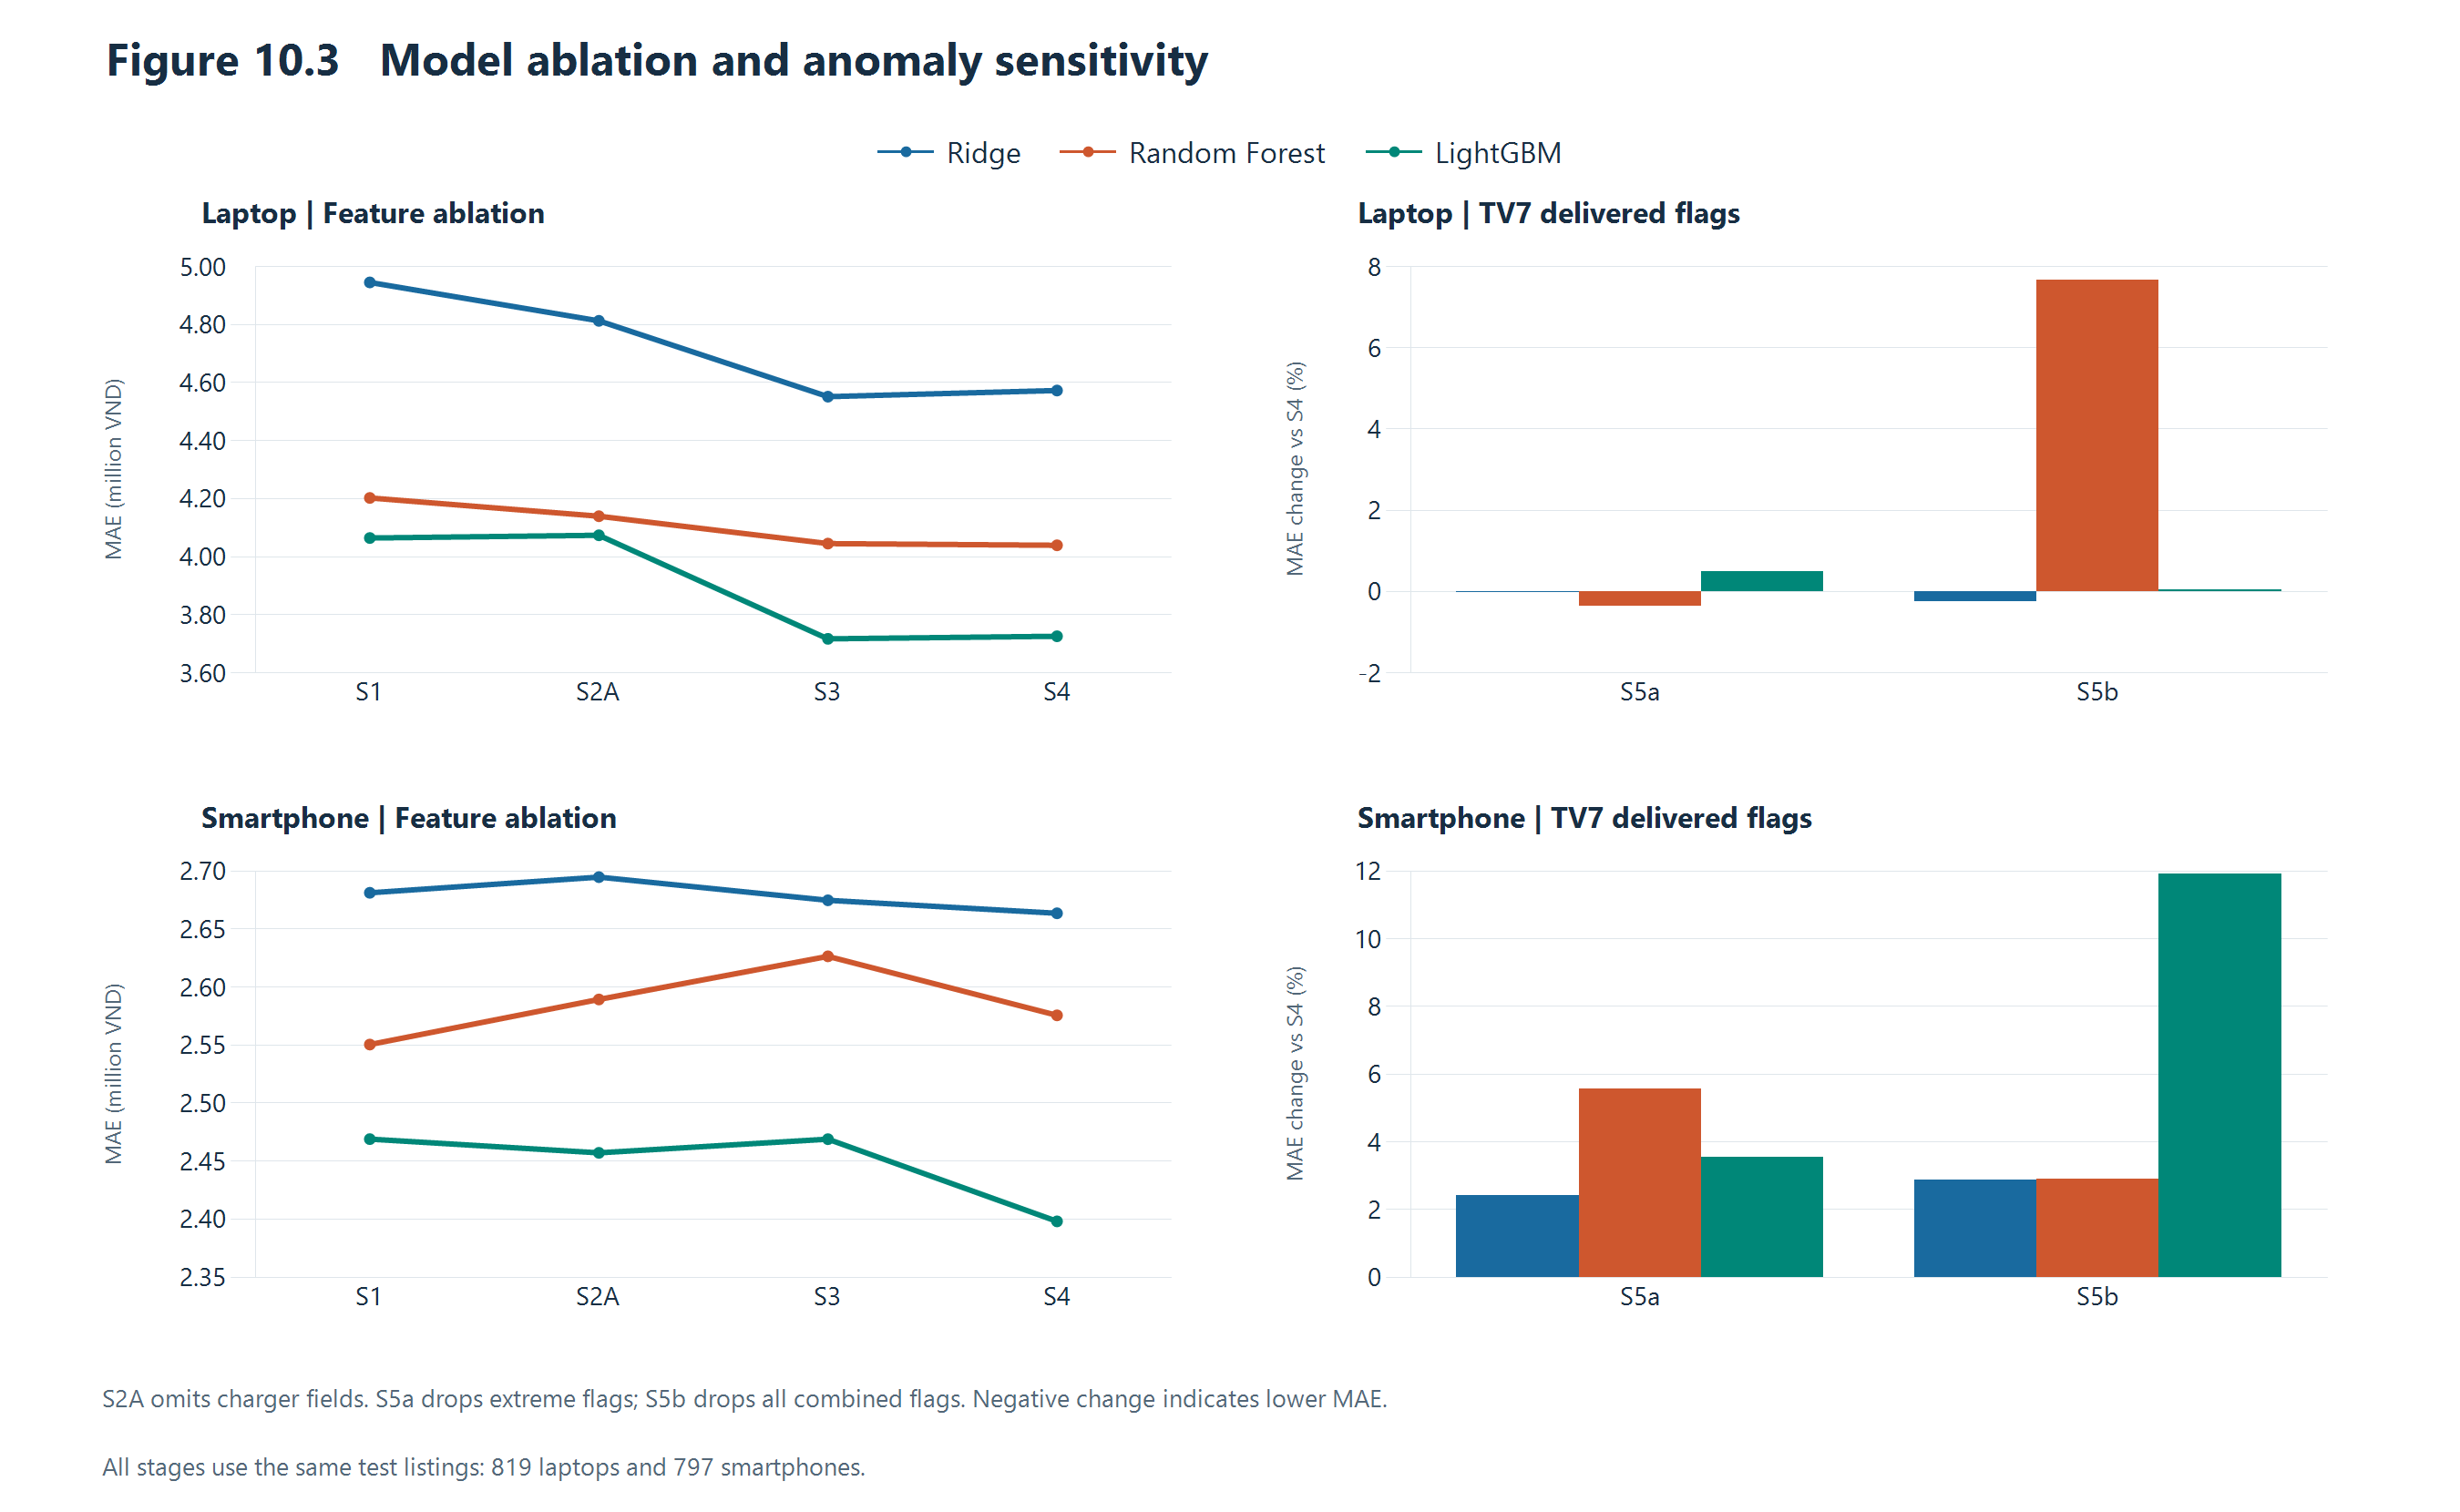 Figure 10.3 Model ablation and anomaly sensitivity
Ridge Random Forest LightGBM
Laptop | Feature ablation
MAE (million VND)
5.00
4.80
4.60
4.40
4.20
4.00
3.80
3.60
S1 S2A S3 S4
Laptop | TV7 delivered flags
MAE change vs S4 (%)
8
6
4
2
0
-2
S5a S5b
Smartphone | Feature ablation
MAE (million VND)
2.70
2.65
2.60
2.55
2.50
2.45
2.40
2.35
S1 S2A S3 S4
Smartphone | TV7 delivered flags
MAE change vs S4 (%)
12
10
8
6
4
2
0
S5a S5b
S2A omits charger fields. S5a drops extreme flags; S5b drops all combined flags. Negative change indicates lower MAE.
All stages use the same test listings: 819 laptops and 797 smartphones.